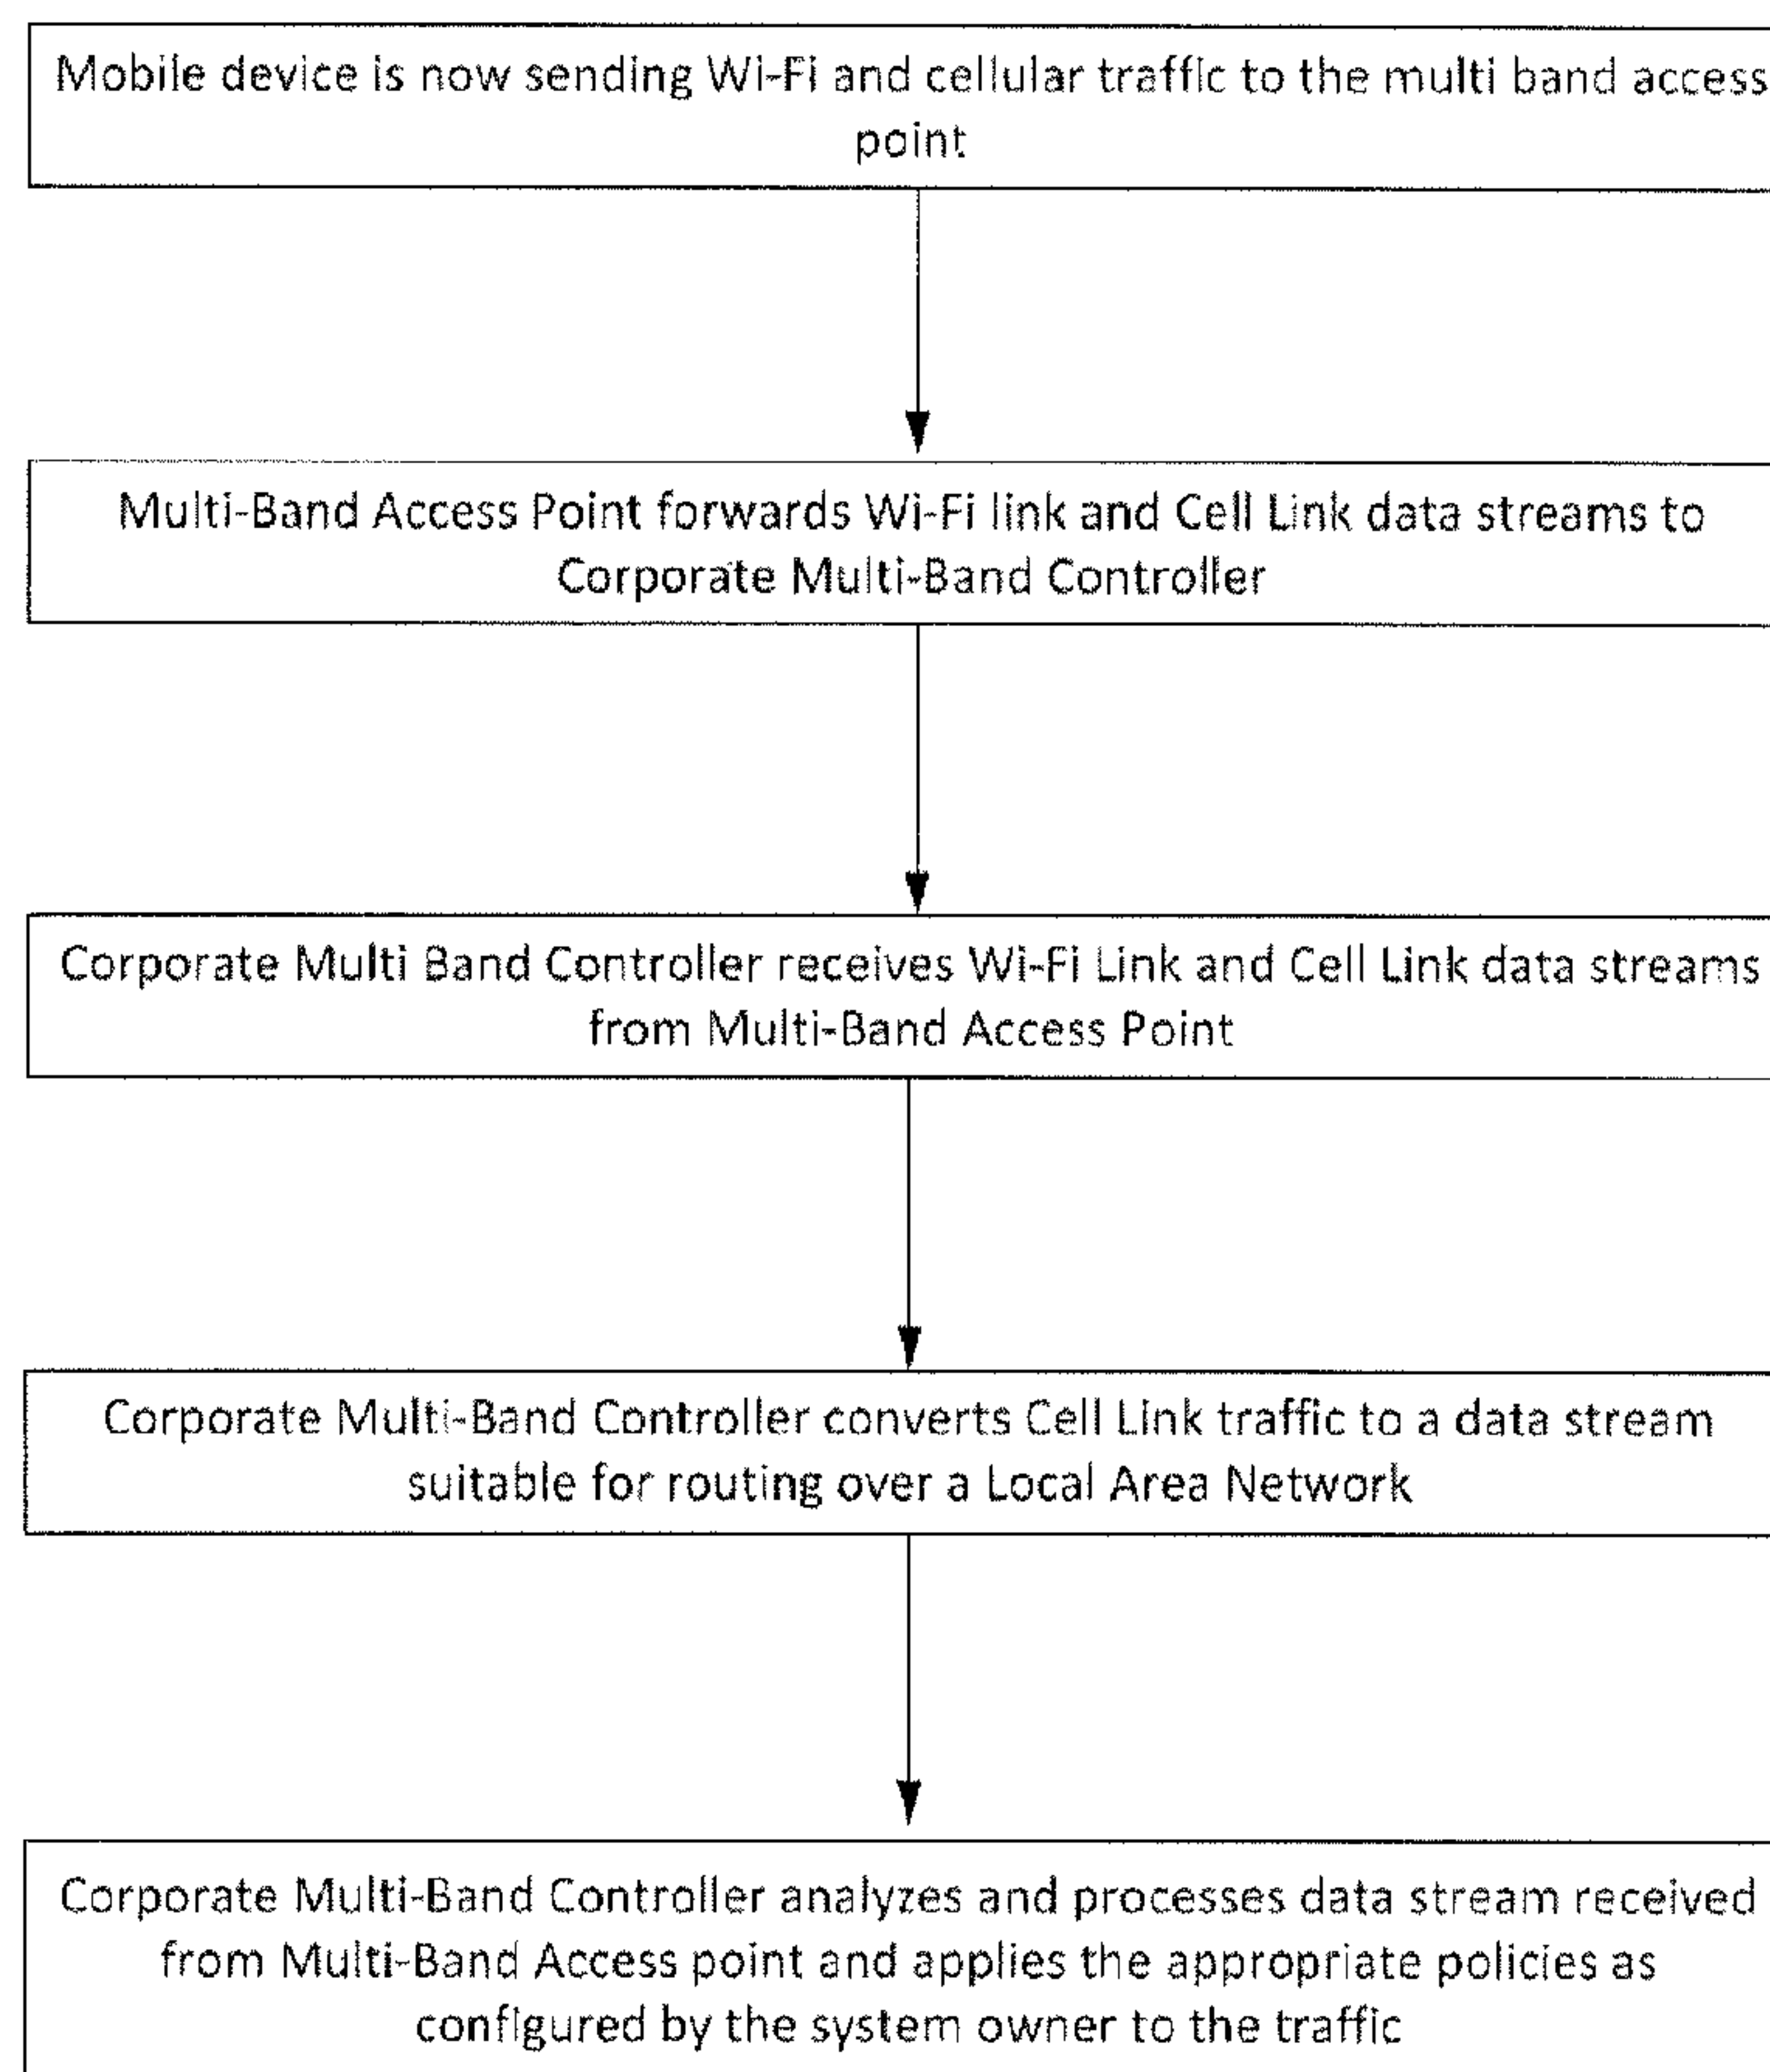 Mobile device is now sending Wi-Fi and cellular traffic to the multi band access
point
Multi-Band Access Point forwards Wi-Fi link and Cell Link data streams to
Corporate Multi-Band Controller
Corporate Multi Band Controller receives Wi-Fi Link and Cell Link data streams
from Multi-Band Access Point
Corporate Multi-Band Controller converts Cell Link traffic to a data stream
suitable for routing over a Local Area Network
Corporate Multi-Band Controller analyzes and processes data stream received
from Multi-Band Access point and applies the appropriate policies as
configured by the system owner to the traffic